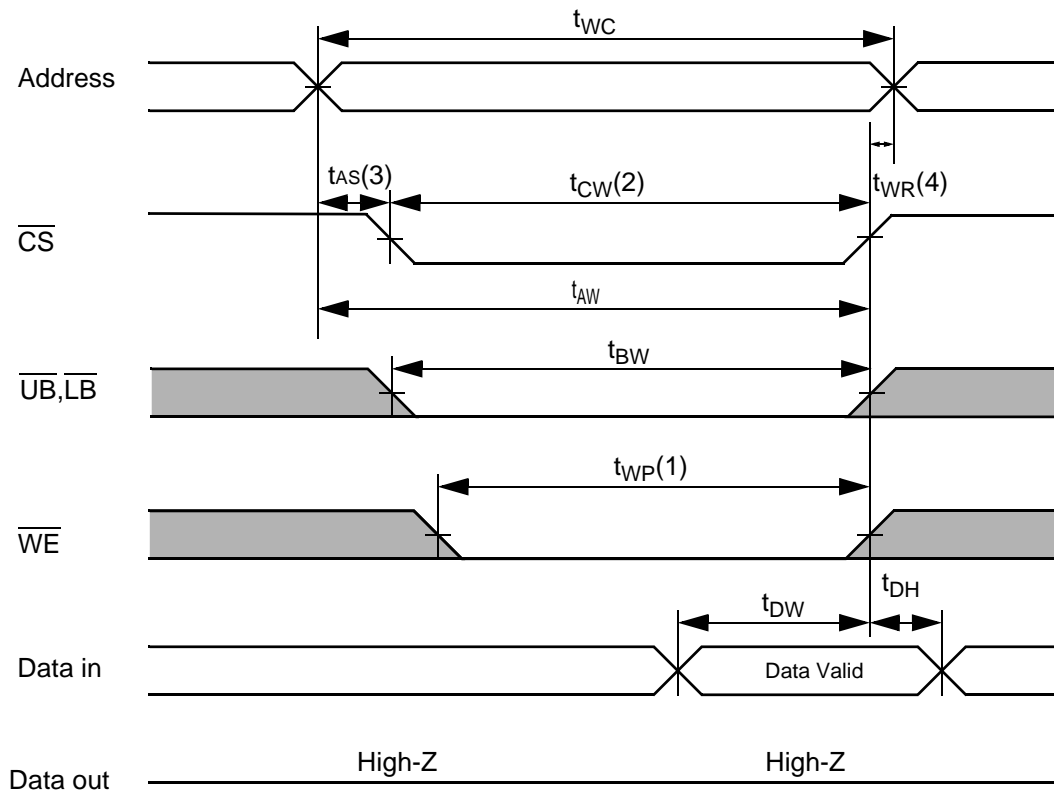 tWC
Address
tAS(3)
tCW(2)
tWR(4)
CS
tAW
tBW
UB,LB
tWP(1)
WE
tDW
tDH
Data in
Data Valid
High-Z
High-Z
Data out